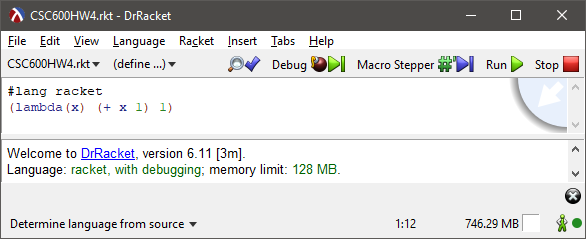 CSC600HW4.rkt - DrRacket
File Edit View Language Racket Insert Tabs Help
CSC600HW4.rkt (define ...) Debug Macro Stepper Run Stop
#lang racket
(lambda(x) (+ x 1) 1)
Welcome to DrRacket, version 6.11 [3m].
Language: racket, with debugging; memory limit: 128 MB.
Determine language from source 1:12 746.29 MB